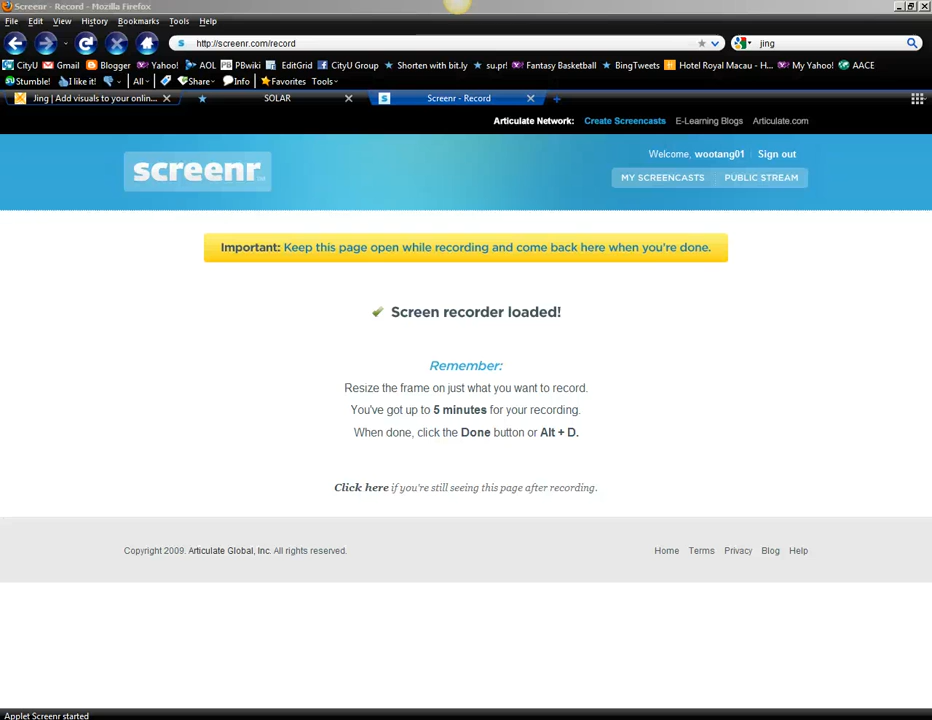 Screenr - Record - Mozilla Firefox
File Edit View History Bookmarks Tools Help
http://screenr.com/record
jing
CityU Gmail Blogger Yahoo! AOL PBwiki EditGrid CityU Group Shorten with bit.ly su.pr! Fantasy Basketball BingTweets Hotel Royal Macau - H... My Yahoo! AACE
Stumble! I like it! All Share Info Favorites Tools
Jing | Add visuals to your onlin... SOLAR Screenr - Record
Articulate Network: Create Screencasts E-Learning Blogs Articulate.com
screenr
Welcome, wootang01 Sign out
MY SCREENCASTS PUBLIC STREAM
Important: Keep this page open while recording and come back here when you're done.
Screen recorder loaded!
Remember:
Resize the frame on just what you want to record.
You've got up to 5 minutes for your recording.
When done, click the Done button or Alt + D.
Click here if you're still seeing this page after recording.
Copyright 2009. Articulate Global, Inc. All rights reserved.
Home Terms Privacy Blog Help
Applet Screenr started